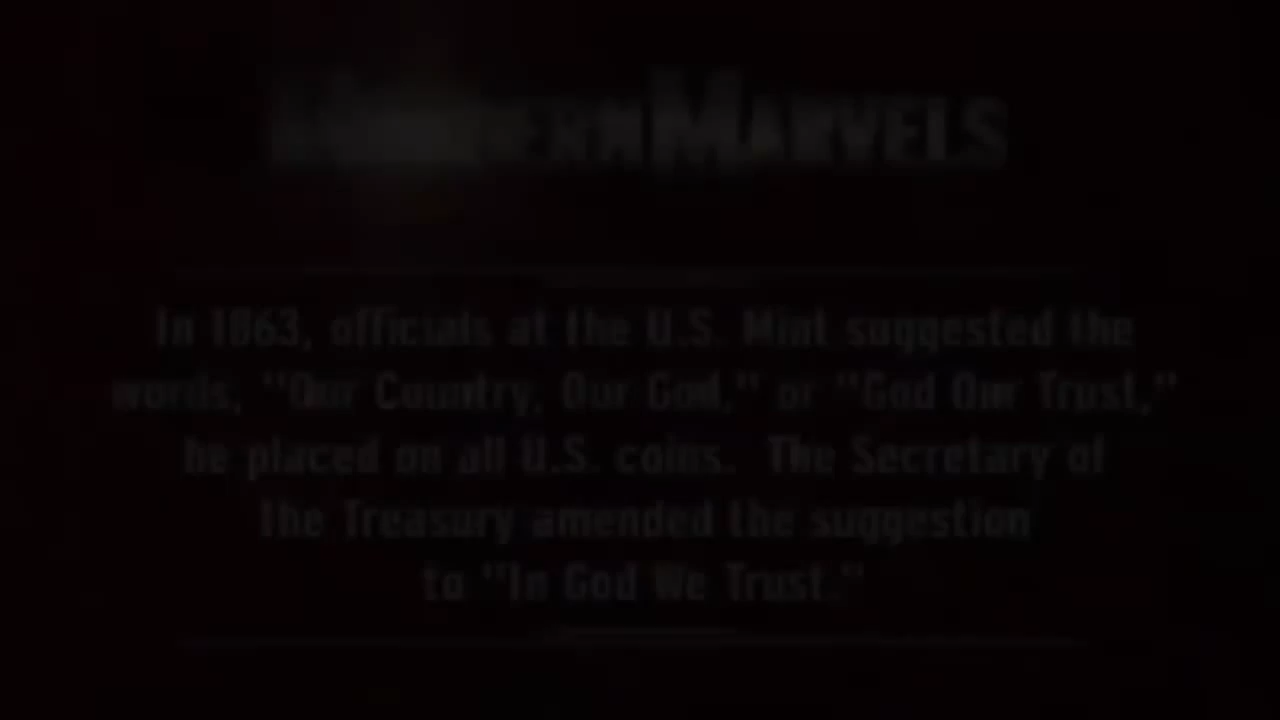 Modern Marvels
In 1863, officials at the U.S. Mint suggested the
words, "Our Country, Our God," or "God Our Trust,"
be placed on all U.S. coins. The Secretary of
the Treasury amended the suggestion
to "In God We Trust."